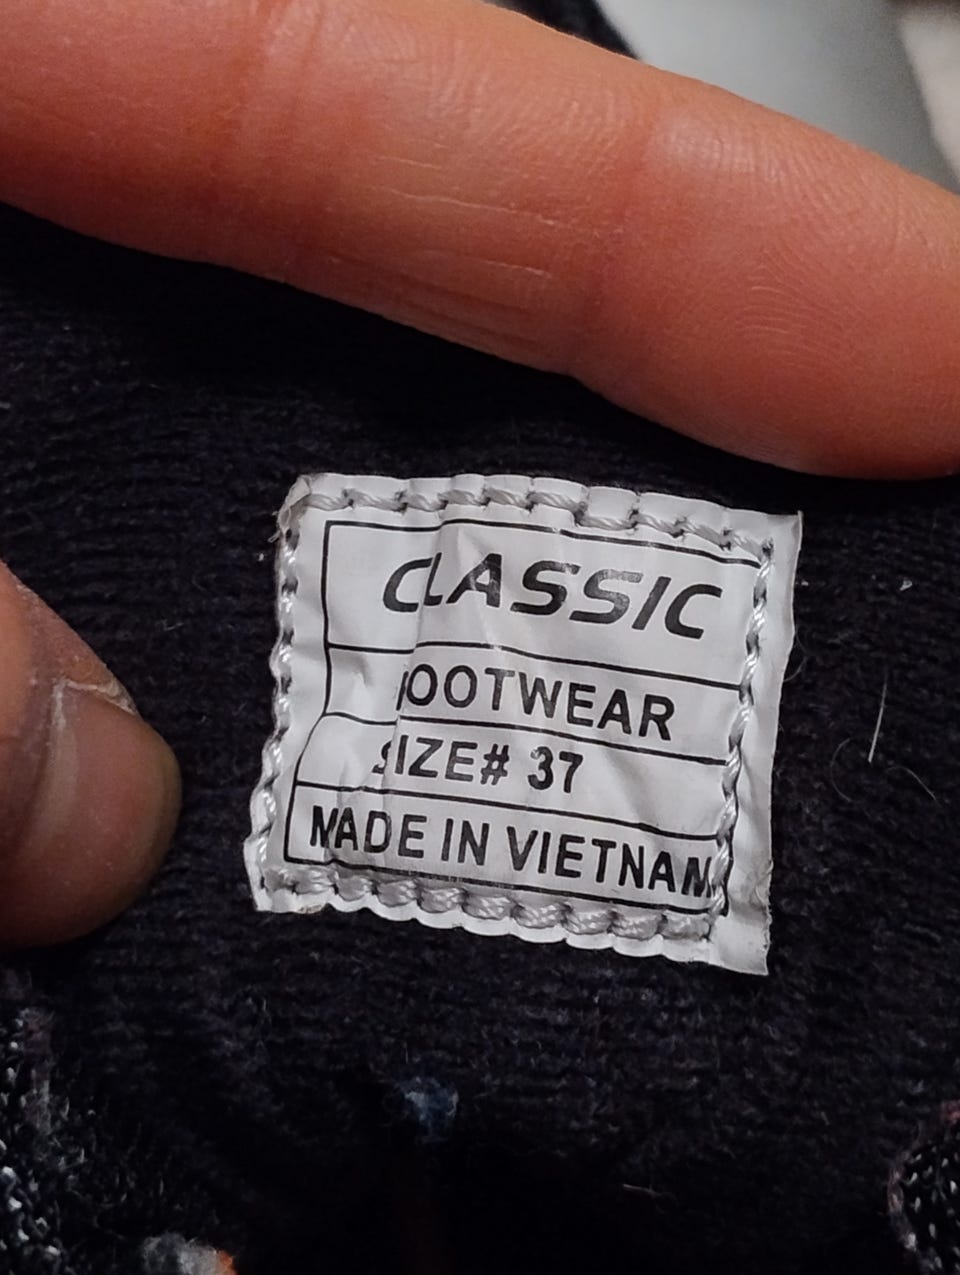 CLASSIC
FOOTWEAR
SIZE# 37
MADE IN VIETNAM